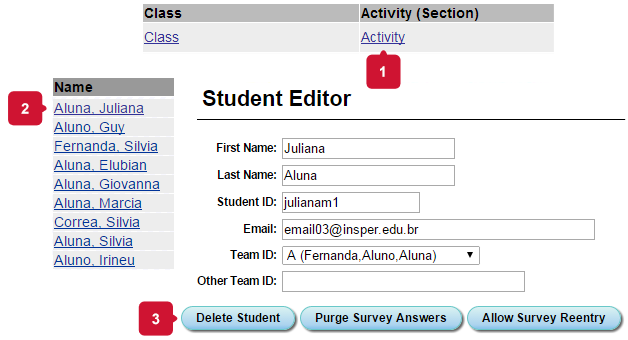 Class Activity (Section)
Class Activity
1
Name
2 Aluna, Juliana
Aluno, Guy
Fernanda, Silvia
Aluna, Elubian
Aluna, Giovanna
Aluna, Marcia
Correa, Silvia
Aluna, Silvia
Aluno, Irineu
Student Editor
First Name: Juliana
Last Name: Aluna
Student ID: julianam1
Email: email03@insper.edu.br
Team ID: A (Fernanda,Aluno,Aluna)
Other Team ID:
3 Delete Student Purge Survey Answers Allow Survey Reentry